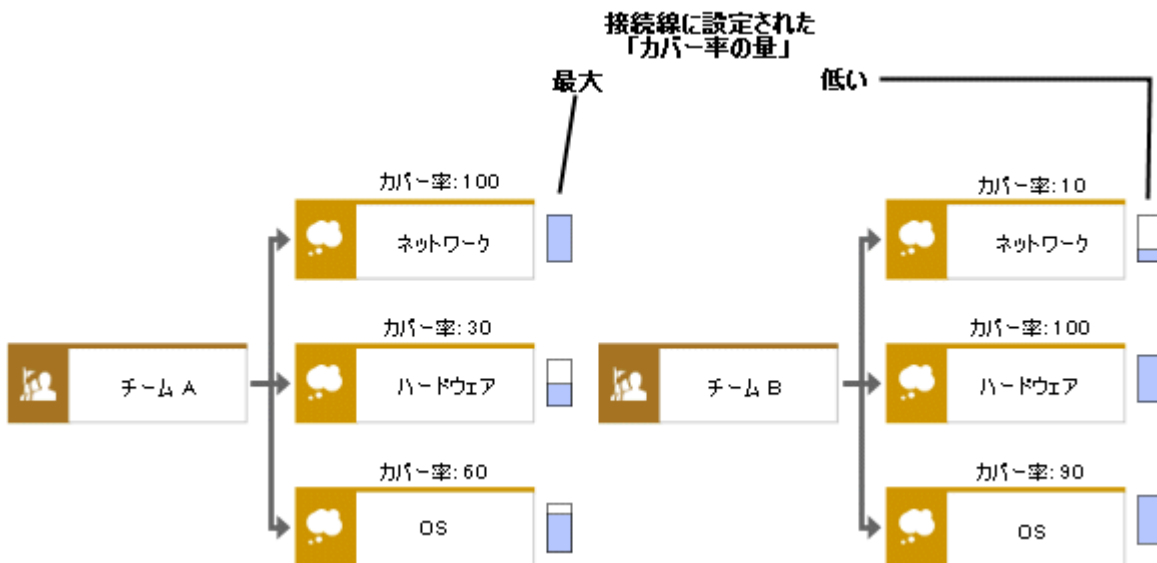 接続線に設定された
「カバー率の量」
最大
低い
カバー率: 100
ネットワーク
カバー率: 30
ハードウェア
チーム A
カバー率: 60
OS
カバー率: 10
ネットワーク
カバー率: 100
ハードウェア
チーム B
カバー率: 90
OS